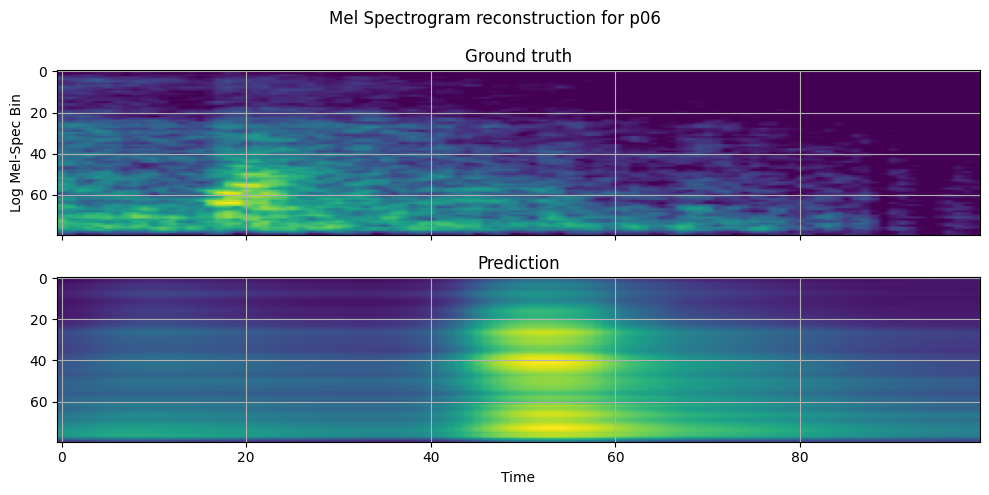 Mel Spectrogram reconstruction for p06
Ground truth
Log Mel-Spec Bin
0
20
40
60
Prediction
0
20
40
60
0 20 40 60 80
Time